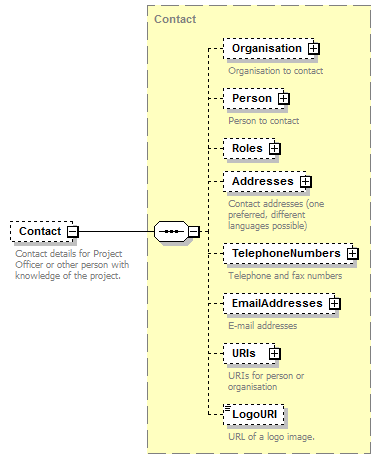 Contact
Organisation
Organisation to contact
Person
Person to contact
Roles
Addresses
Contact addresses (one
preferred, different
languages possible)
Contact
Contact details for Project
Officer or other person with
knowledge of the project.
TelephoneNumbers
Telephone and fax numbers
EmailAddresses
E-mail addresses
URIs
URIs for person or
organisation
LogoURI
URL of a logo image.